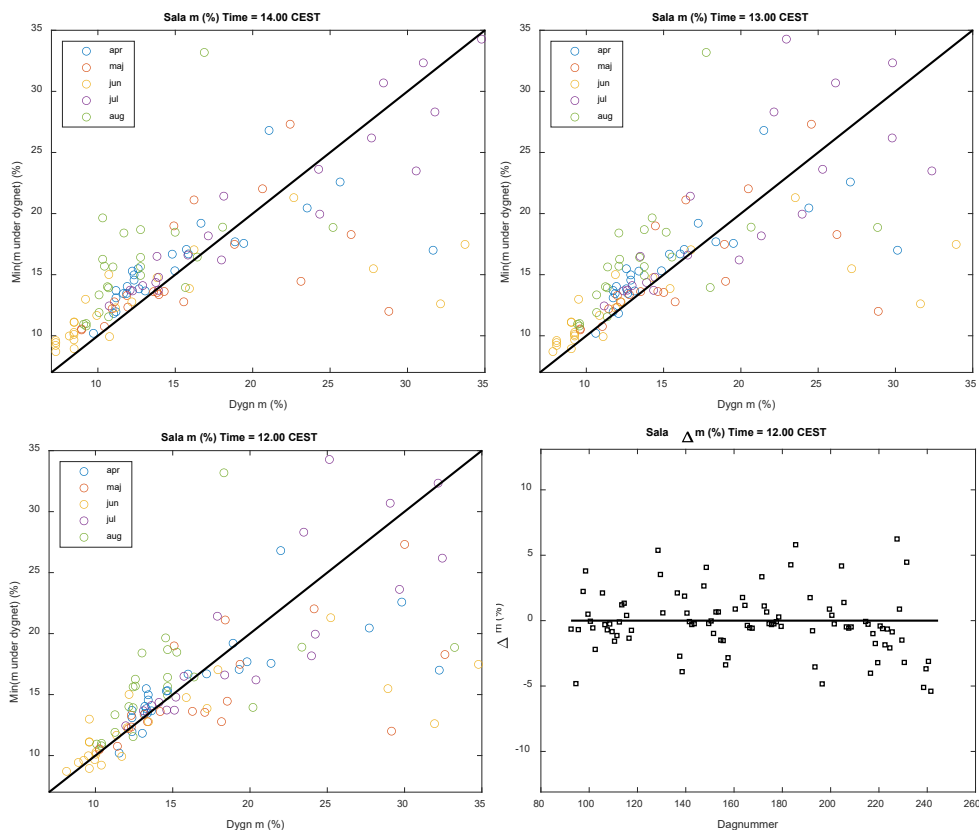 Sala m (%) Time = 14.00 CEST
35
30
25
20
15
10
Min(m under dygnet) (%)
apr
maj
jun
jul
aug
10 15 20 25 30 35
Dygn m (%)
Sala m (%) Time = 13.00 CEST
35
30
25
20
15
10
Min(m under dygnet) (%)
apr
maj
jun
jul
aug
10 15 20 25 30 35
Dygn m (%)
Sala m (%) Time = 12.00 CEST
35
30
25
20
15
10
Min(m under dygnet) (%)
apr
maj
jun
jul
aug
10 15 20 25 30 35
Dygn m (%)
Sala Δ m (%) Time = 12.00 CEST
10
5
0
-5
-10
Δ m (%)
80 100 120 140 160 180 200 220 240 260
Dagnummer